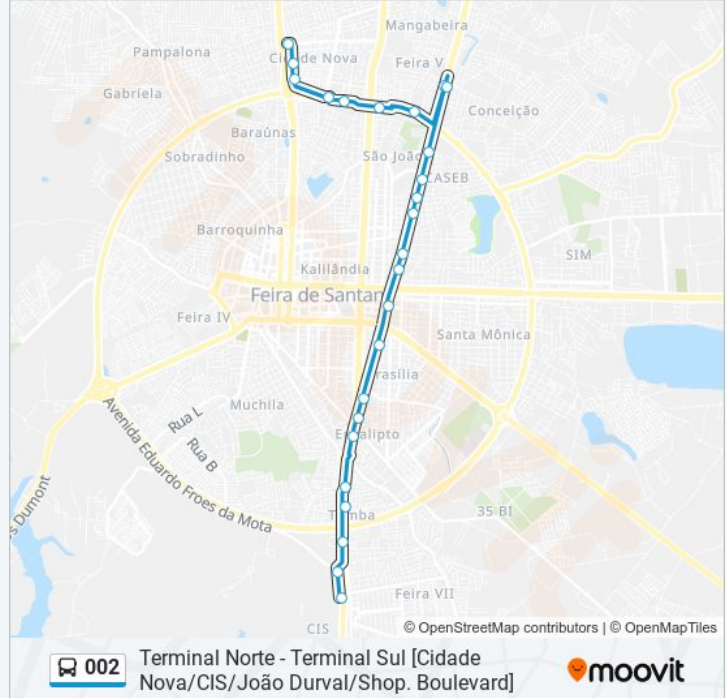 Mangabeira
Pampalona
Cidade Nova
Feira V
Gabriela
Conceição
Baraúnas
Sobradinho
São João
CASEB
Barroquinha
SIM
Kalilândia
Feira de Santan
Feira IV
Santa Mônica
rasília
Muchila
Rua L
Eucalipto
Rua B
Avenida Eduardo Froes da Mota
s Dumont
Tomba
35 BI
Feira VII
CIS
© OpenStreetMap contributors | © OpenMapTiles
002
Terminal Norte - Terminal Sul [Cidade
Nova/CIS/João Durval/Shop. Boulevard]
moovit